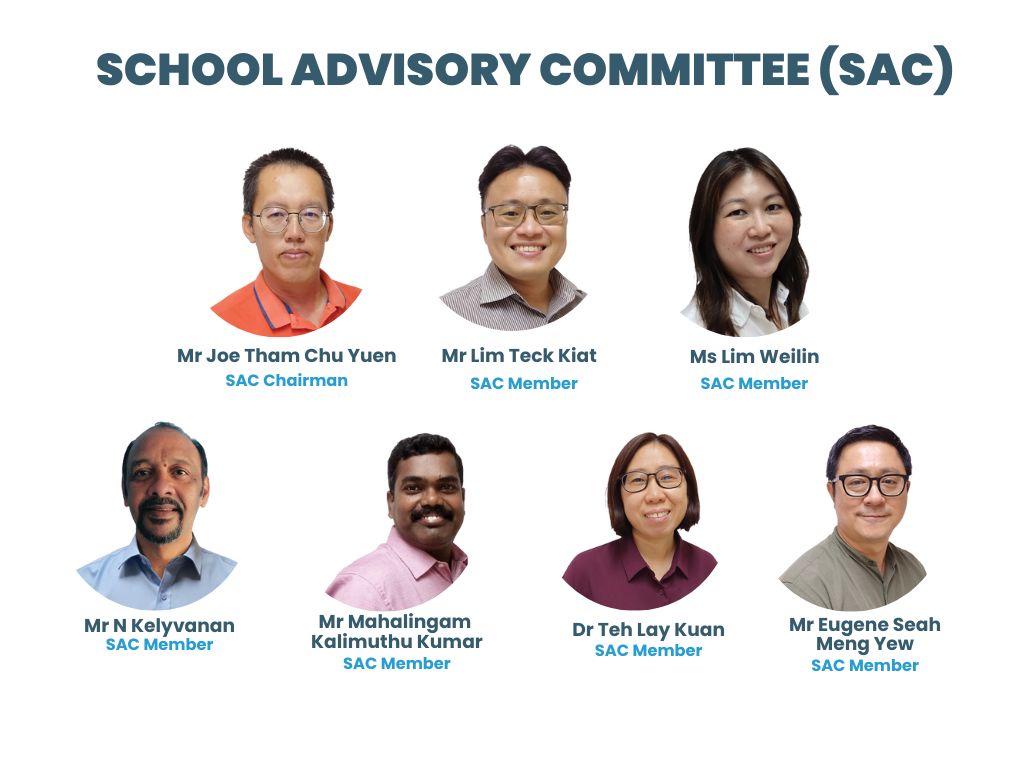 SCHOOL ADVISORY COMMITTEE (SAC)
Mr Joe Tham Chu Yuen
SAC Chairman
Mr Lim Teck Kiat
SAC Member
Ms Lim Weilin
SAC Member
Mr N Kelyvanan
SAC Member
Mr Mahalingam
Kalimuthu Kumar
SAC Member
Dr Teh Lay Kuan
SAC Member
Mr Eugene Seah
Meng Yew
SAC Member